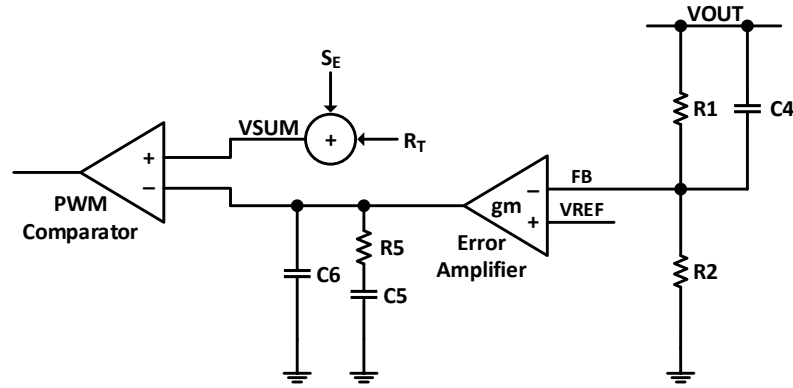 VOUT
SE
R1
C4
VSUM
+
RT
+
−
PWM
Comparator
−
gm
+
FB
VREF
Error
Amplifier
R5
C6
C5
R2